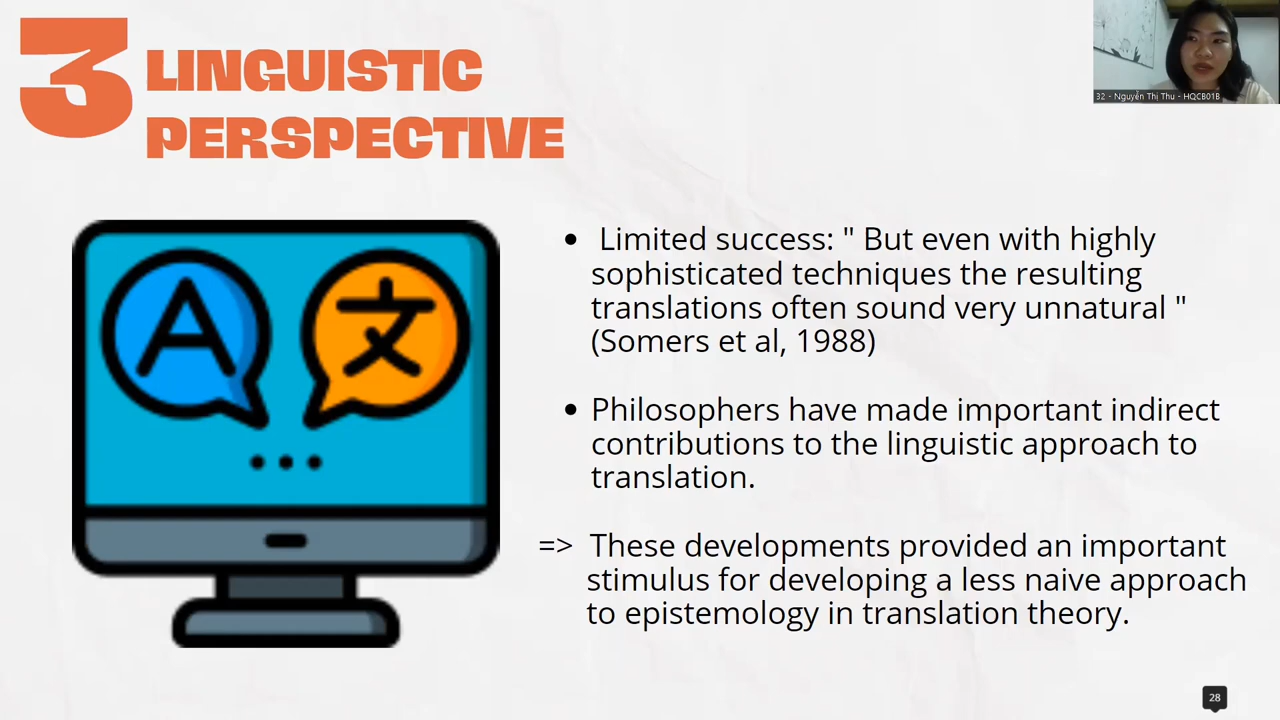 3 LINGUISTIC
PERSPECTIVE
32 - Nguyễn Thị Thu - HQCB01B
A 文
• Limited success: " But even with highly
sophisticated techniques the resulting
translations often sound very unnatural "
(Somers et al, 1988)
• Philosophers have made important indirect
contributions to the linguistic approach to
translation.
=> These developments provided an important
stimulus for developing a less naive approach
to epistemology in translation theory.
28